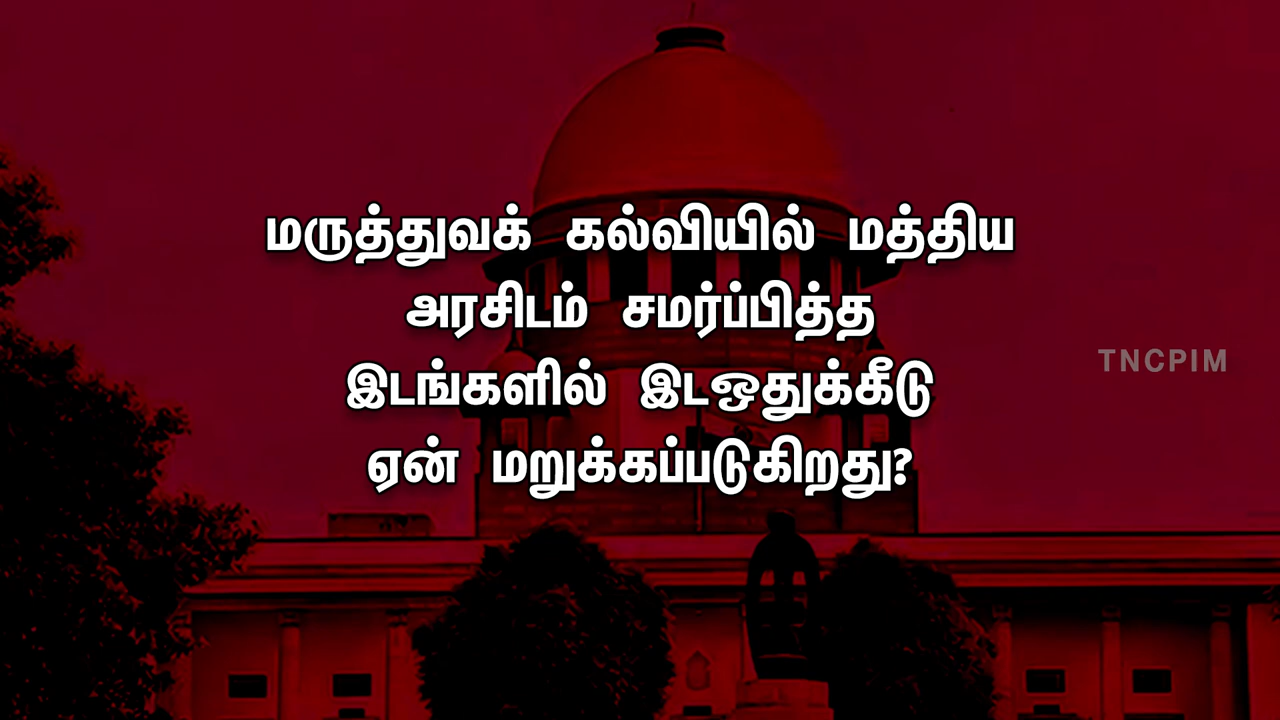 மருத்துவக் கல்வியில் மத்திய
அரசிடம் சமர்ப்பித்த
இடங்களில் இடஒதுக்கீடு
ஏன் மறுக்கப்படுகிறது?
TNCPIM